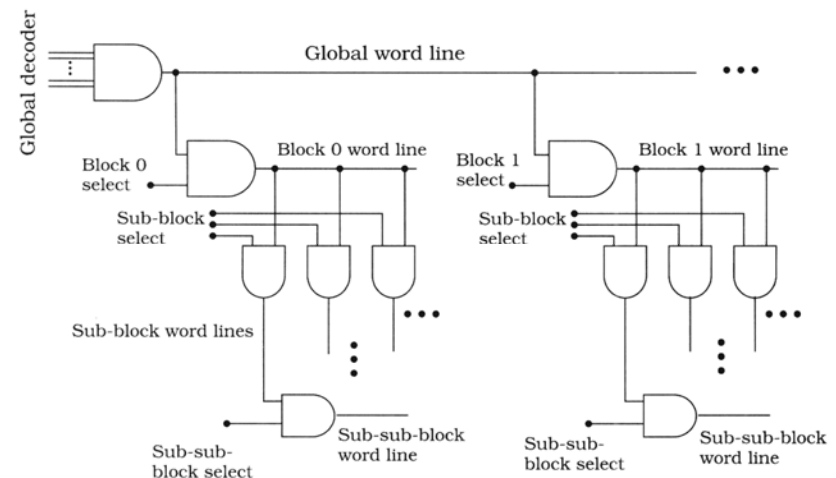 Global decoder
Global word line
Block 0
select
Block 0 word line
Block 1
select
Block 1 word line
Sub-block
select
Sub-block
select
Sub-block word lines
Sub-sub-
block select
Sub-sub-block
word line
Sub-sub-
block select
Sub-sub-block
word line